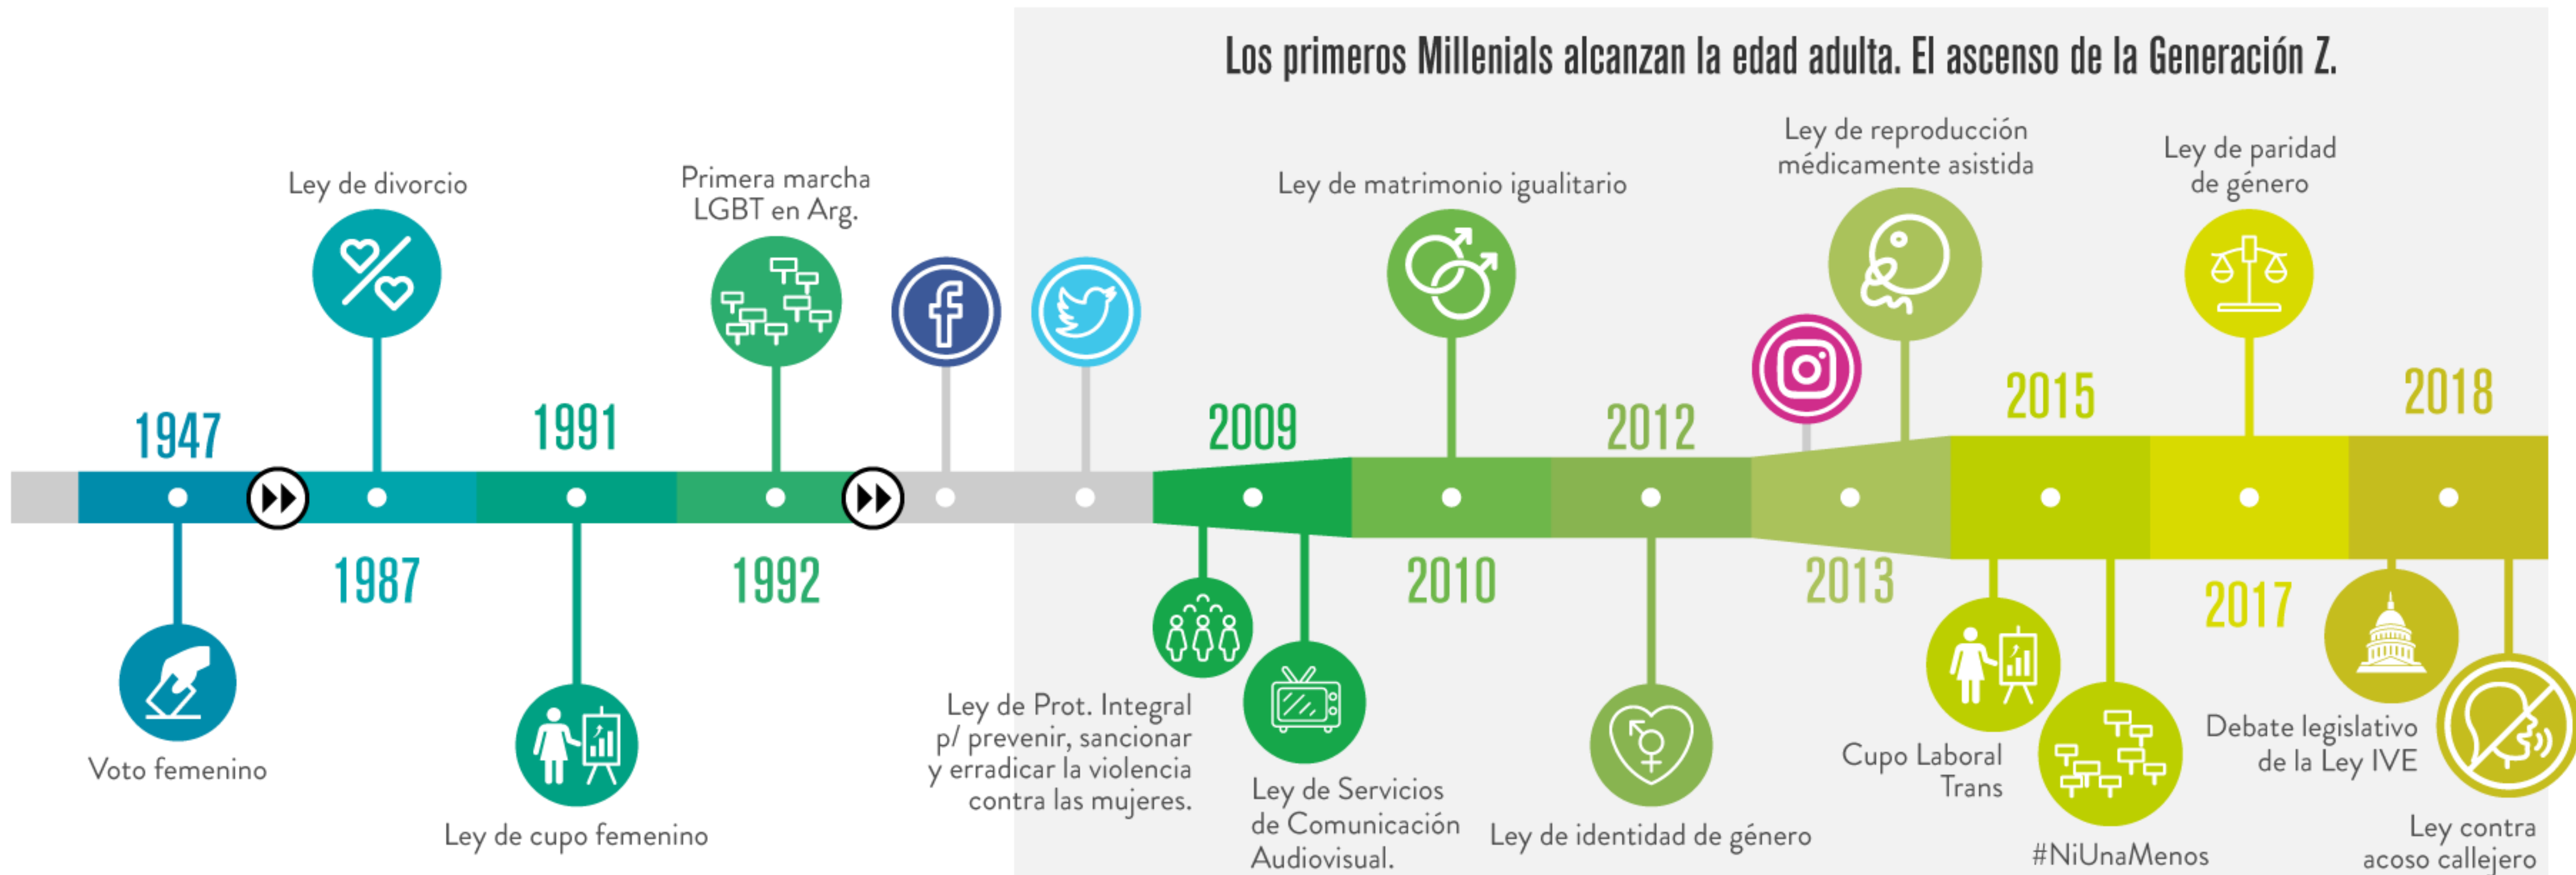 Los primeros Millenials alcanzan la edad adulta. El ascenso de la Generación Z.
1947
Voto femenino
Ley de divorcio
1987
1991
Ley de cupo femenino
Primera marcha
LGBT en Arg.
1992
f
2009
Ley de Prot. Integral
p/ prevenir, sancionar
y erradicar la violencia
contra las mujeres.
Ley de Servicios
de Comunicación
Audiovisual.
Ley de matrimonio igualitario
2010
2012
Ley de identidad de género
Ley de reproducción
médicamente asistida
2013
2015
Cupo Laboral
Trans
#NiUnaMenos
Ley de paridad
de género
2017
2018
Debate legislativo
de la Ley IVE
Ley contra
acoso callejero